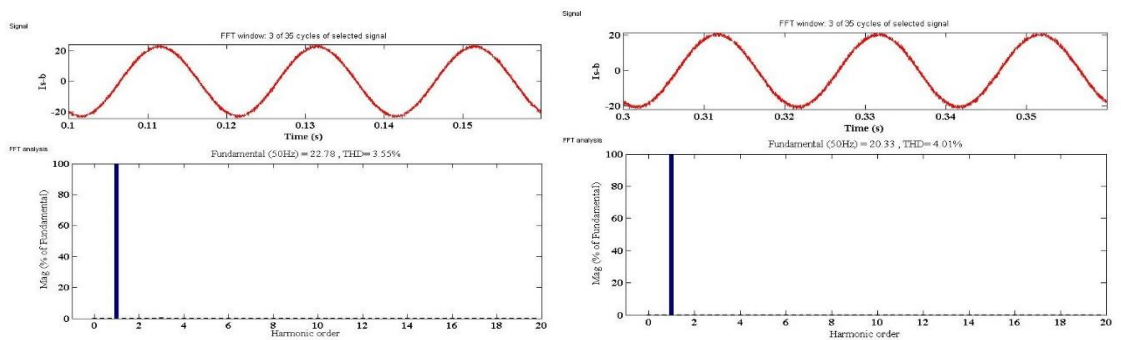 Signal
FFT window: 3 of 35 cycles of selected signal
20
0
-20
Is-b
0.1 0.11 0.12 0.13 0.14 0.15
Time (s)
FFT analysis
Fundamental (50Hz) = 22.78 , THD= 3.55%
100
80
60
40
20
0
Mag (% of Fundamental)
0 2 4 6 8 10 12 14 16 18 20
Harmonic order
Signal
FFT window: 3 of 35 cycles of selected signal
20
0
-20
Is-b
0.3 0.31 0.32 0.33 0.34 0.35
Time (s)
FFT analysis
Fundamental (50Hz) = 20.33 , THD= 4.01%
100
80
60
40
20
0
Mag (% of Fundamental)
0 2 4 6 8 10 12 14 16 18 20
Harmonic order